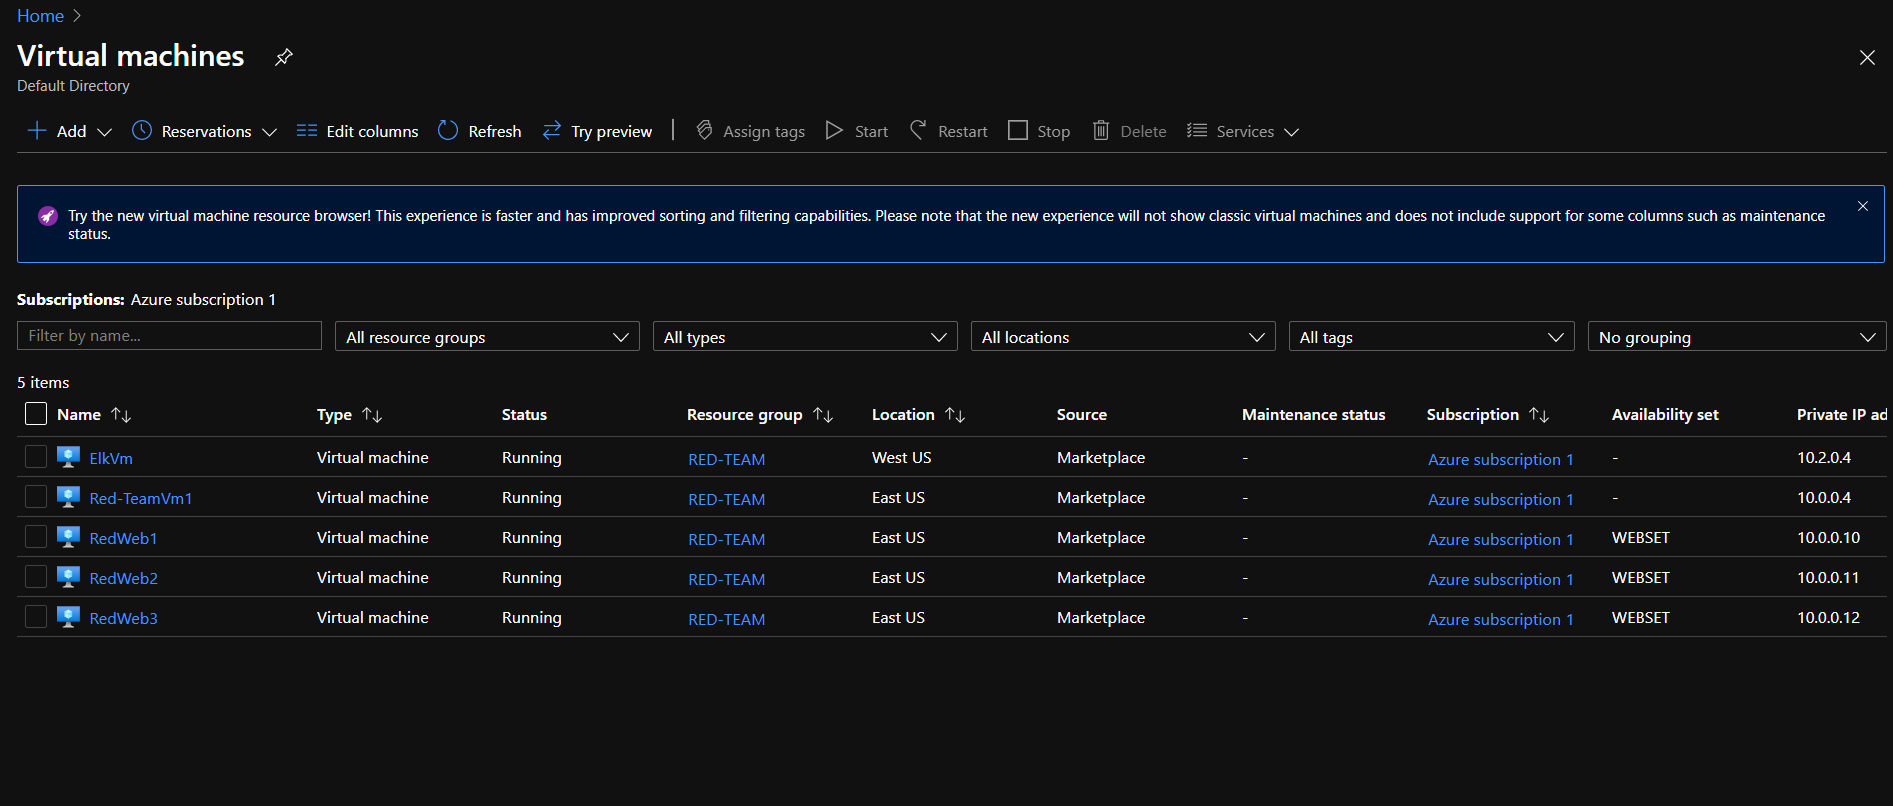 Home
Virtual machines
Default Directory
Add Reservations Edit columns Refresh Try preview Assign tags Start Restart Stop Delete Services
Try the new virtual machine resource browser! This experience is faster and has improved sorting and filtering capabilities. Please note that the new experience will not show classic virtual machines and does not include support for some columns such as maintenance
status.
Subscriptions: Azure subscription 1
Filter by name... All resource groups All types All locations All tags No grouping
5 items
Name Type Status Resource group Location Source Maintenance status Subscription Availability set Private IP ad
ElkVm Virtual machine Running RED-TEAM West US Marketplace - Azure subscription 1 - 10.2.0.4
Red-TeamVm1 Virtual machine Running RED-TEAM East US Marketplace - Azure subscription 1 - 10.0.0.4
RedWeb1 Virtual machine Running RED-TEAM East US Marketplace - Azure subscription 1 WEBSET 10.0.0.10
RedWeb2 Virtual machine Running RED-TEAM East US Marketplace - Azure subscription 1 WEBSET 10.0.0.11
RedWeb3 Virtual machine Running RED-TEAM East US Marketplace - Azure subscription 1 WEBSET 10.0.0.12